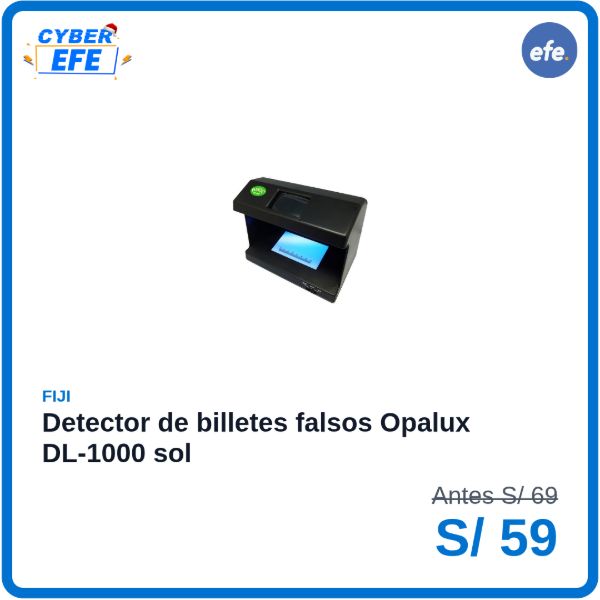 CYBER
EFE
efe.
FIJI
Detector de billetes falsos Opalux
DL-1000 sol
Antes S/ 69
S/ 59